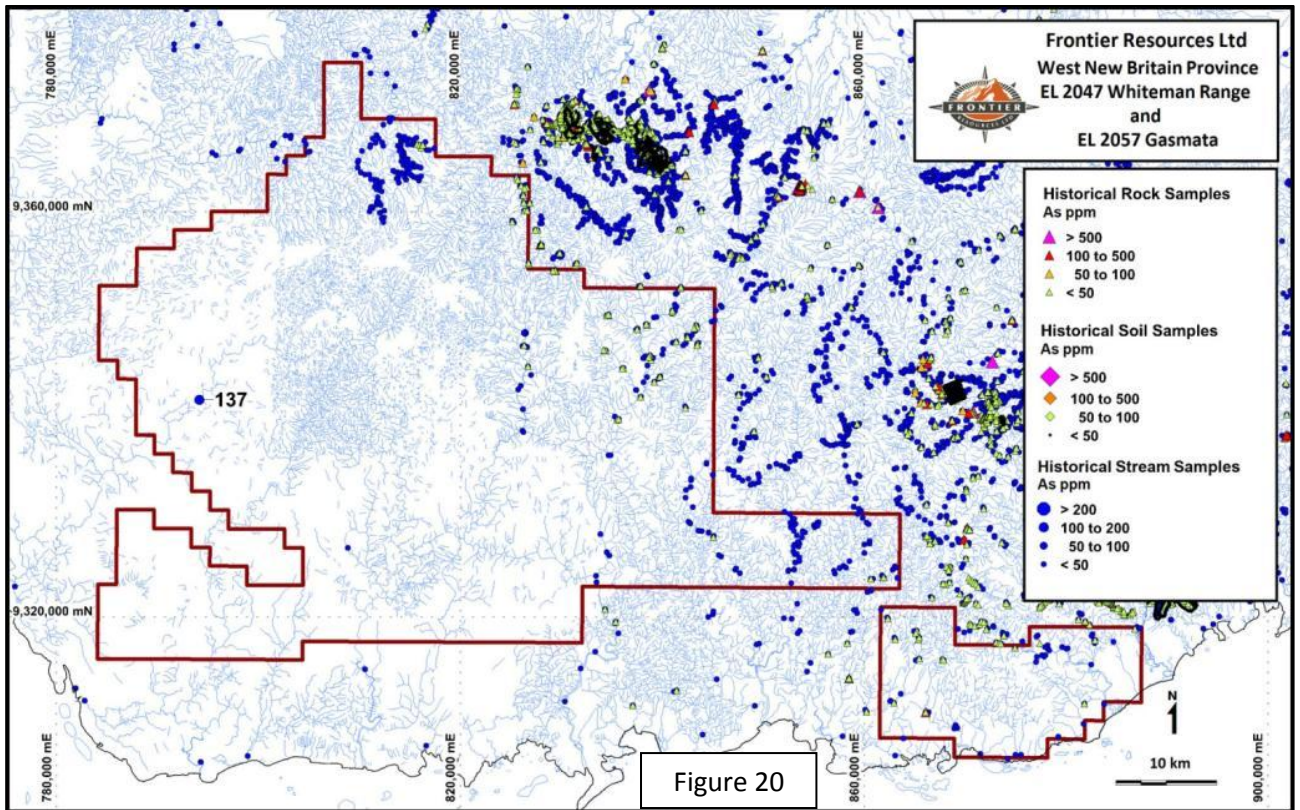 780,000 mE
820,000 mE
860,000 mE
Frontier Resources Ltd
West New Britain Province
EL 2047 Whiteman Range
and
EL 2057 Gasmata
FRONTIER
RESOURCES LTD
9,360,000 mN
Historical Rock Samples
As ppm
> 500
100 to 500
50 to 100
< 50
Historical Soil Samples
As ppm
> 500
100 to 500
50 to 100
< 50
Historical Stream Samples
As ppm
> 200
100 to 200
50 to 100
< 50
137
9,320,000 mN
N
10 km
780,000 mE
820,000 mE
860,000 mE
900,000 mE
Figure 20